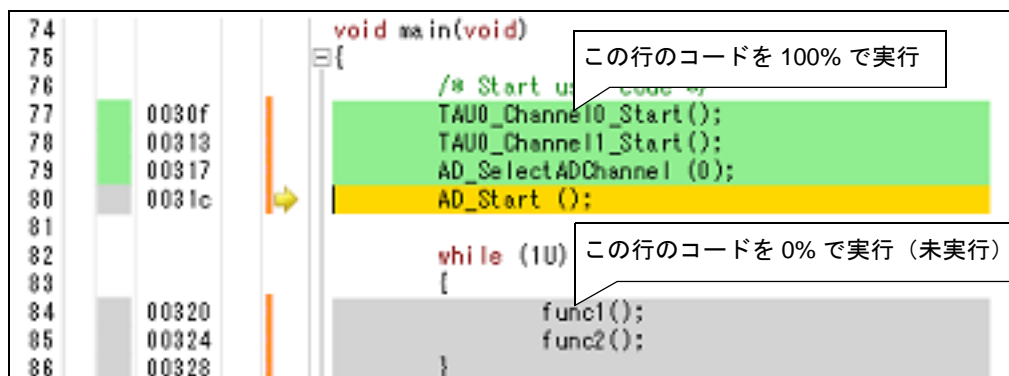 74 void main(void)
75 {
この行のコードを 100% で実行
76 /* Start us code */
77 0030f TAU0_Channel0_Start();
78 00313 TAU0_Channel1_Start();
79 00317 AD_SelectADChannel (0);
80 0031c AD_Start ();
81
82 while (1U)
この行のコードを 0% で実行（未実行）
83 {
84 00320 func1();
85 00324 func2();
86 00328 }